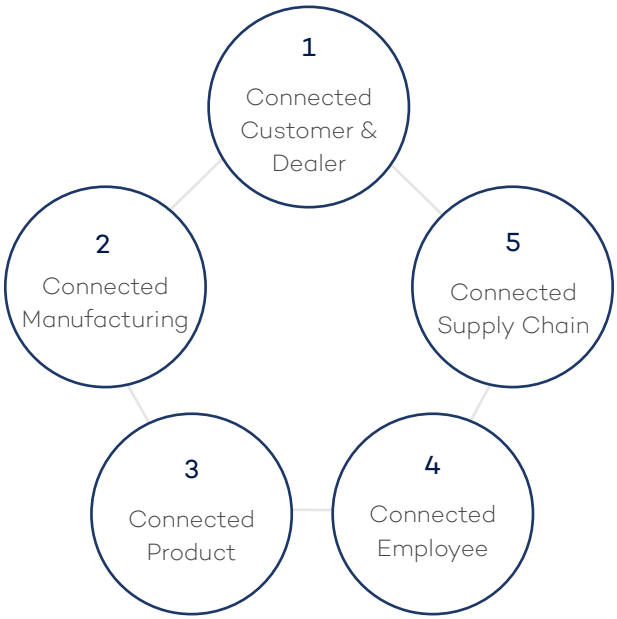 1
Connected
Customer &
Dealer
2
Connected
Manufacturing
3
Connected
Product
4
Connected
Employee
5
Connected
Supply Chain